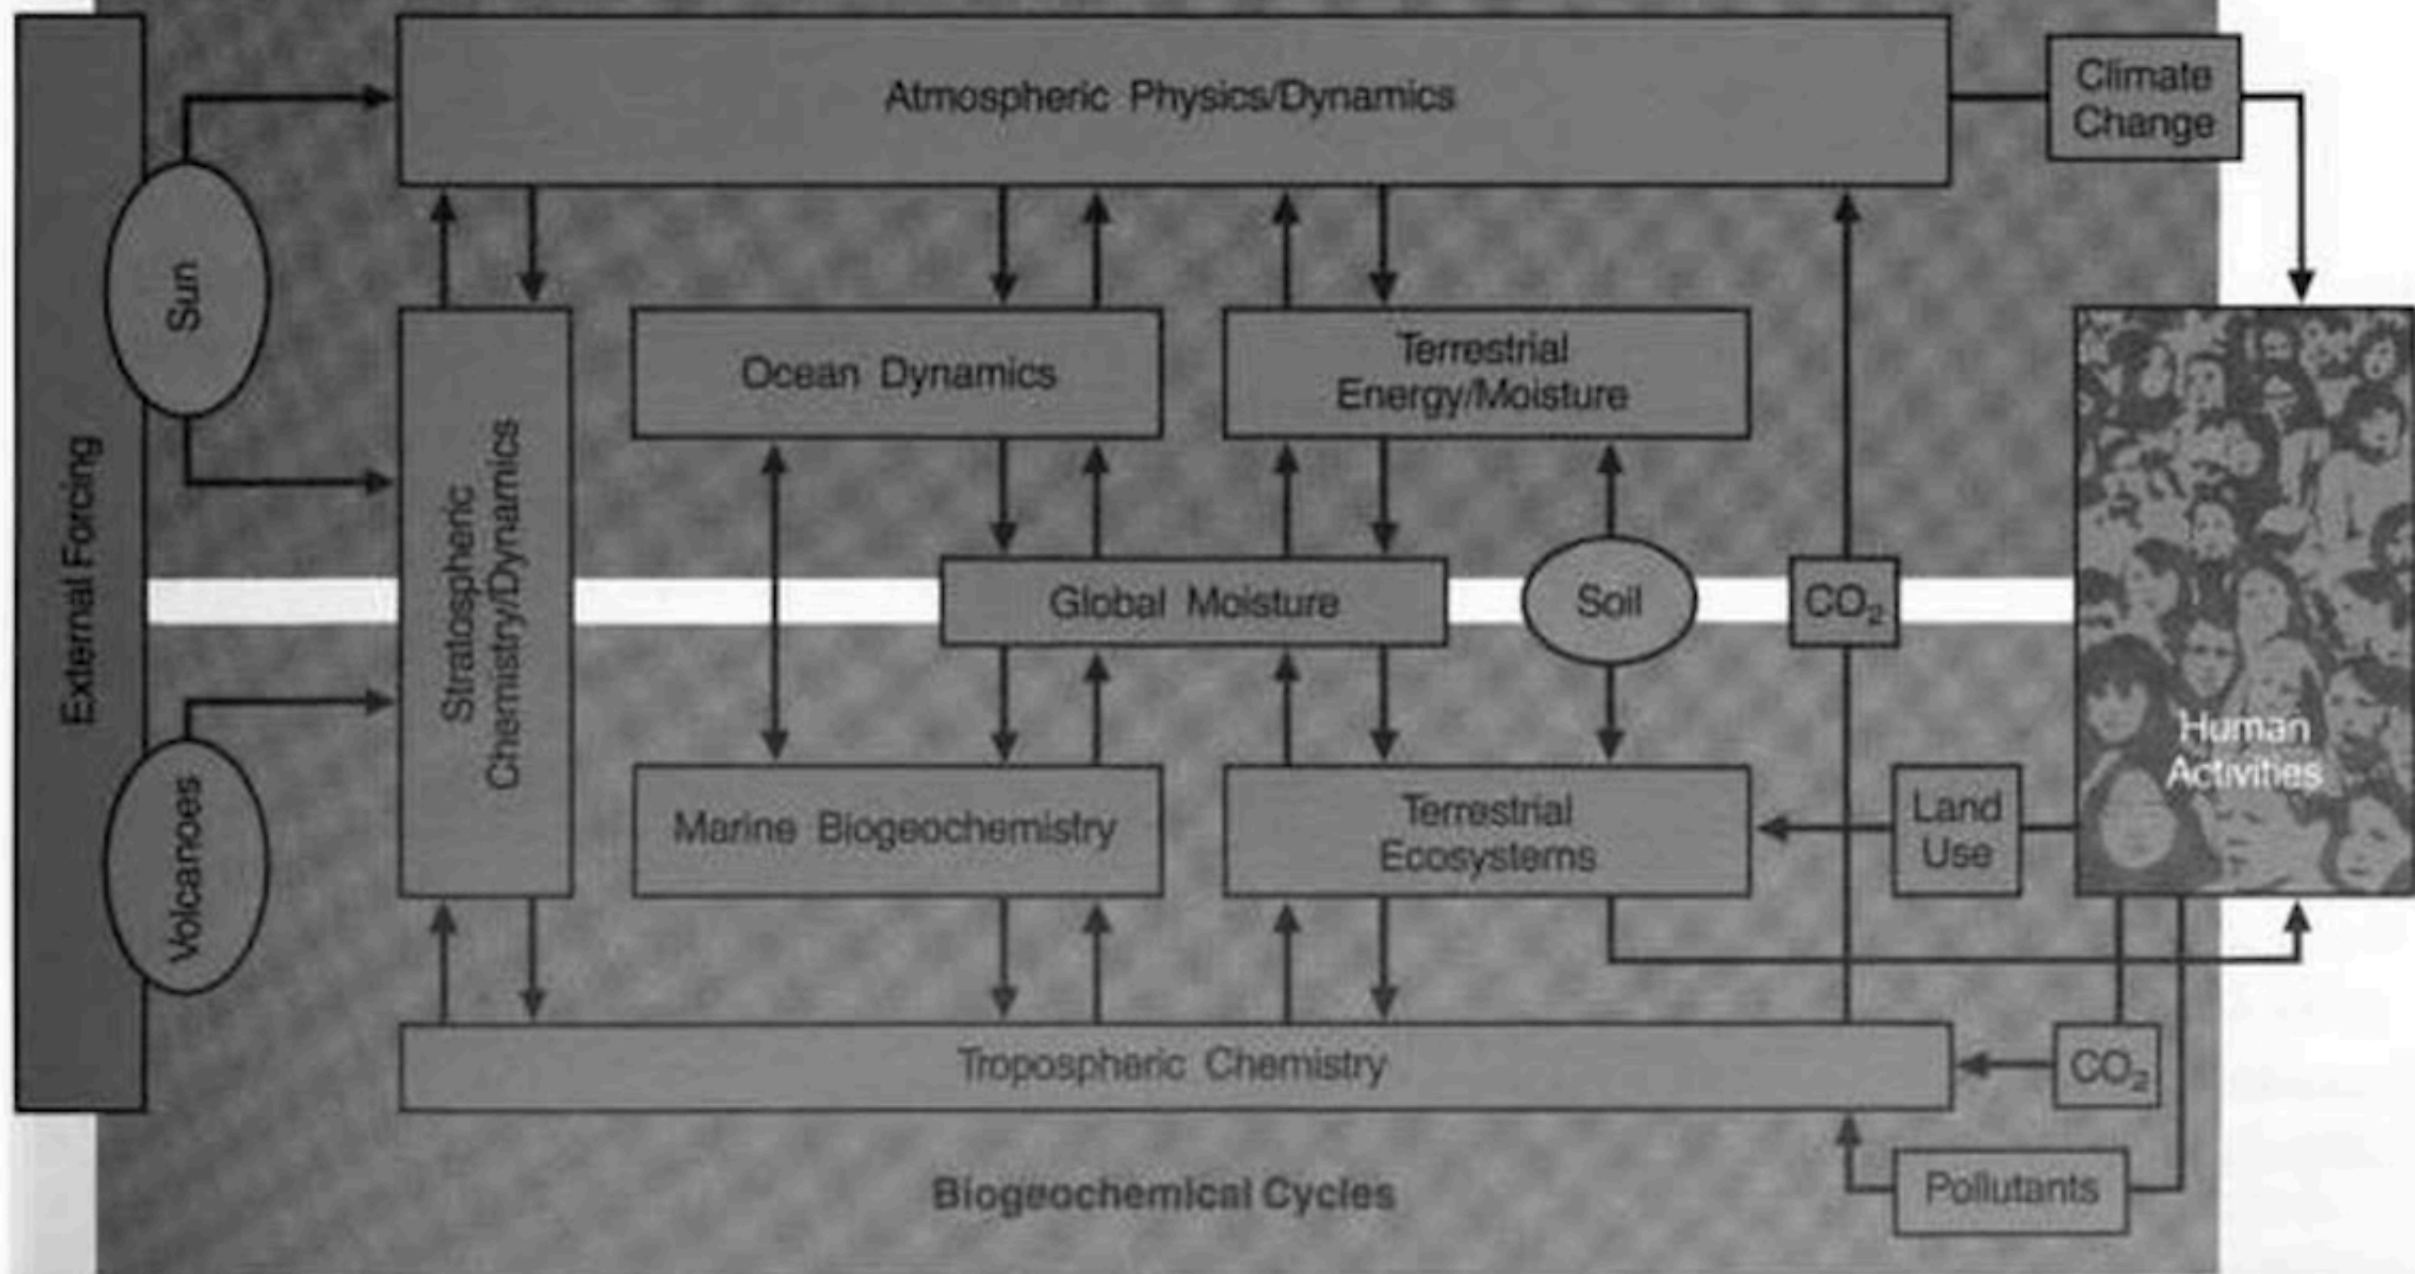 Atmospheric Physics/Dynamics
Climate
Change
External Forcing
Sun
Stratospheric
Chemistry/Dynamics
Ocean Dynamics
Terrestrial
Energy/Moisture
Global Moisture
Soil
CO₂
Volcanoes
Marine Biogeochemistry
Terrestrial
Ecosystems
Land
Use
Human
Activities
Tropospheric Chemistry
CO₂
Pollutants
Biogeochemical Cycles